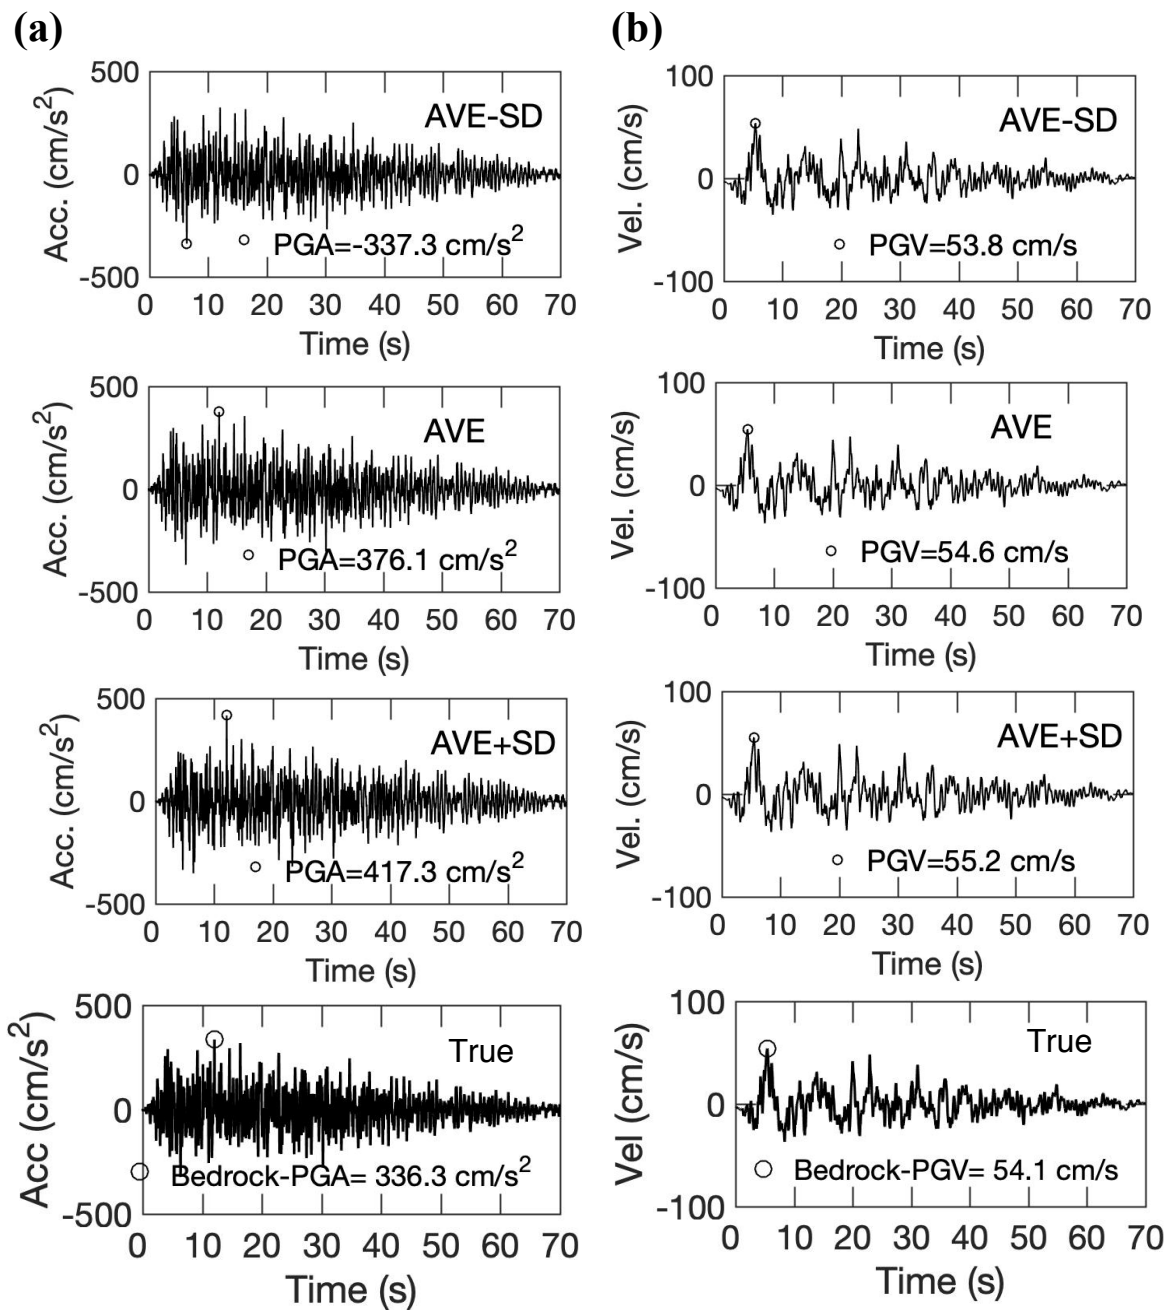 (a)
(b)
500
AVE-SD
Acc. (cm/s²)
0
PGA=-337.3 cm/s²
-500
0 10 20 30 40 50 60 70
Time (s)
100
AVE-SD
Vel. (cm/s)
0
PGV=53.8 cm/s
-100
0 10 20 30 40 50 60 70
Time (s)
500
AVE
Acc. (cm/s²)
0
PGA=376.1 cm/s²
-500
0 10 20 30 40 50 60 70
Time (s)
100
AVE
Vel. (cm/s)
0
PGV=54.6 cm/s
-100
0 10 20 30 40 50 60 70
Time (s)
500
AVE+SD
Acc. (cm/s²)
0
PGA=417.3 cm/s²
-500
0 10 20 30 40 50 60 70
Time (s)
100
AVE+SD
Vel. (cm/s)
0
PGV=55.2 cm/s
-100
0 10 20 30 40 50 60 70
Time (s)
500
True
Acc (cm/s²)
0
Bedrock-PGA= 336.3 cm/s²
-500
0 10 20 30 40 50 60 70
Time (s)
100
True
Vel (cm/s)
0
Bedrock-PGV= 54.1 cm/s
-100
0 10 20 30 40 50 60 70
Time (s)